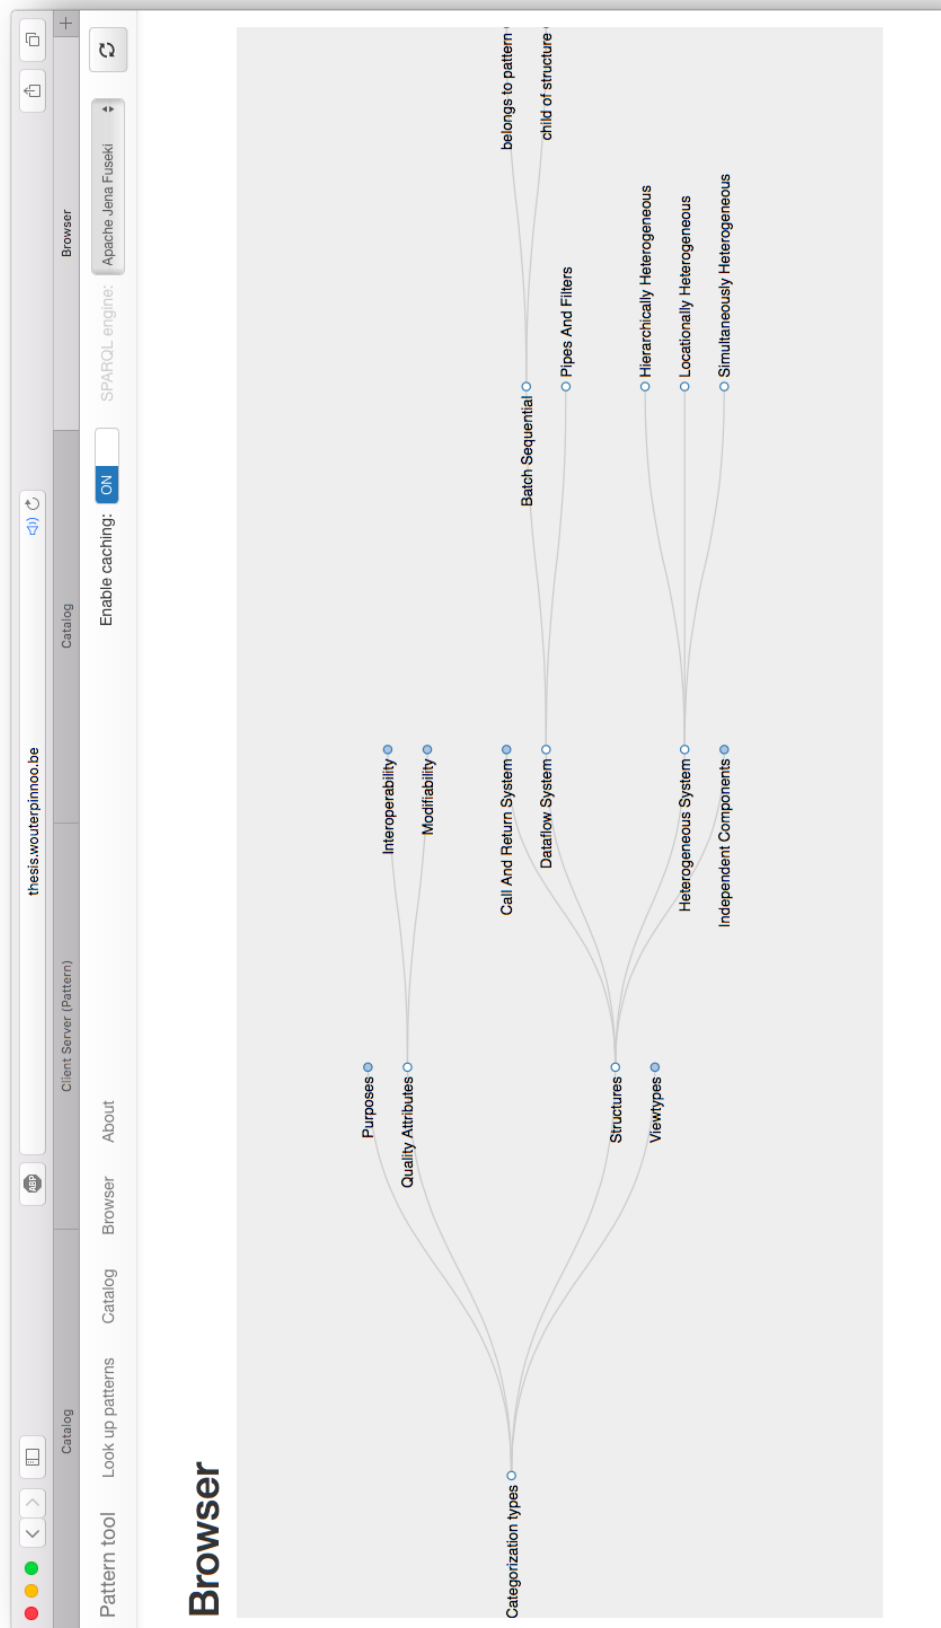 thesis.wouterpinnoo.be
Catalog
Client Server (Pattern)
Catalog
Browser
+
Pattern tool
Look up patterns
Catalog
Browser
About
Enable caching:
ON
SPARQL engine:
Apache Jena Fuseki
Browser
Categorization types
Purposes
Quality Attributes
Structures
Viewtypes
Interoperability
Modifiability
Call And Return System
Dataflow System
Heterogeneous System
Independent Components
Batch Sequential
Pipes And Filters
Hierarchically Heterogeneous
Locationally Heterogeneous
Simultaneously Heterogeneous
belongs to pattern
child of structure
ABP